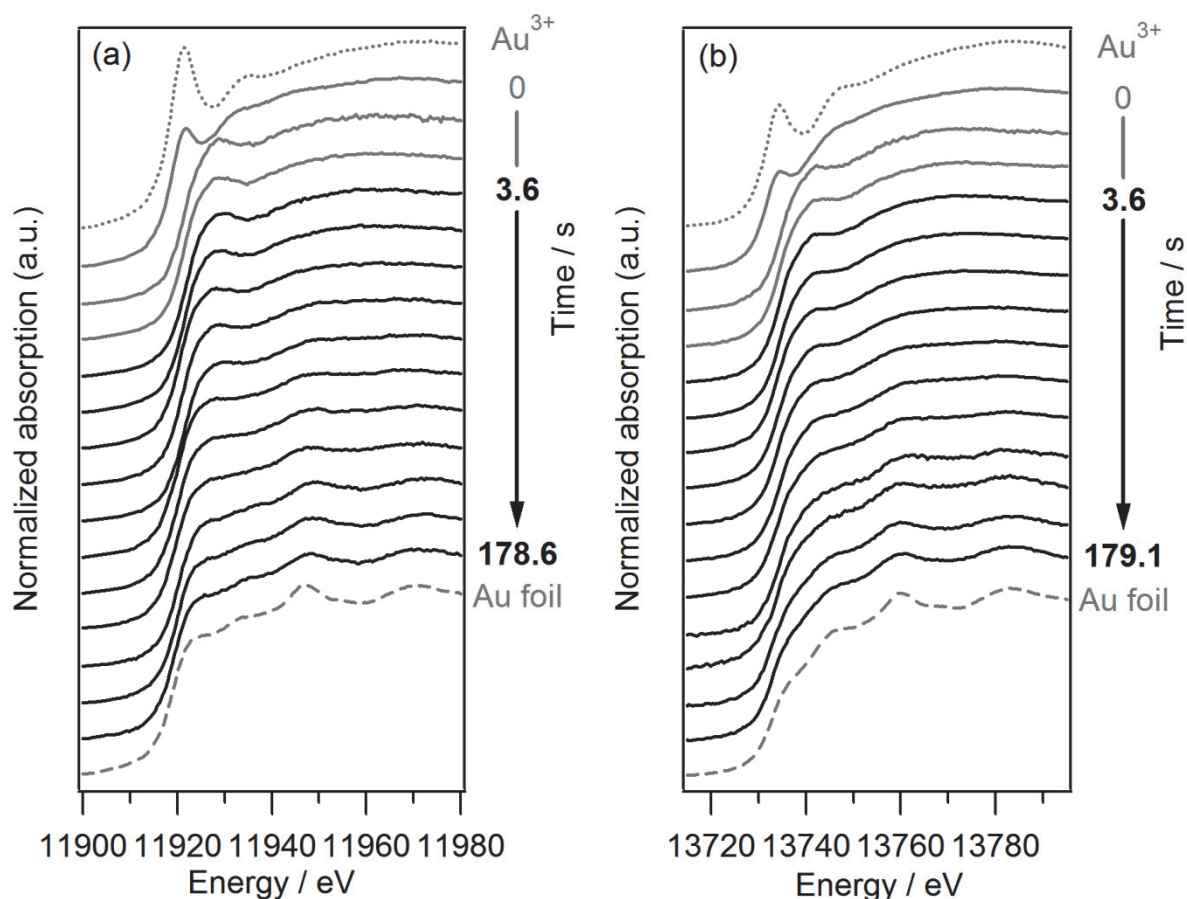 (a)
Normalized absorption (a.u.)
11900 11920 11940 11960 11980
Energy / eV
Au3+
0
3.6
Time / s
178.6
Au foil
(b)
Normalized absorption (a.u.)
13720 13740 13760 13780
Energy / eV
Au3+
0
3.6
Time / s
179.1
Au foil